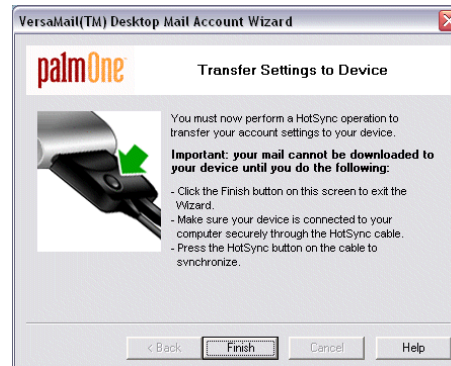 VersaMail(TM) Desktop Mail Account Wizard
palmOne
Transfer Settings to Device
You must now perform a HotSync operation to
transfer your account settings to your device.
Important: your mail cannot be downloaded to
your device until you do the following:
- Click the Finish button on this screen to exit the
Wizard.
- Make sure your device is connected to your
computer securely through the HotSync cable.
- Press the HotSync button on the cable to
synchronize.
< Back
Finish
Cancel
Help